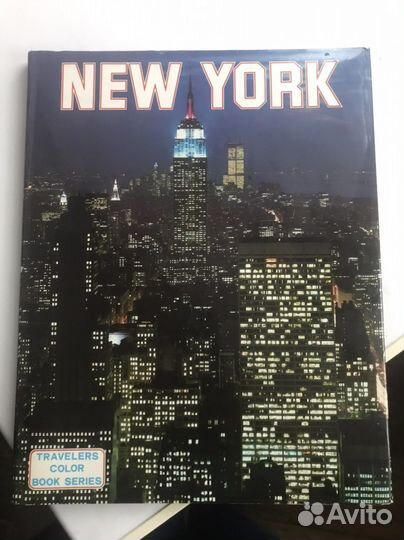 NEW YORK
TRAVELERS
COLOR
BOOK SERIES
Avito